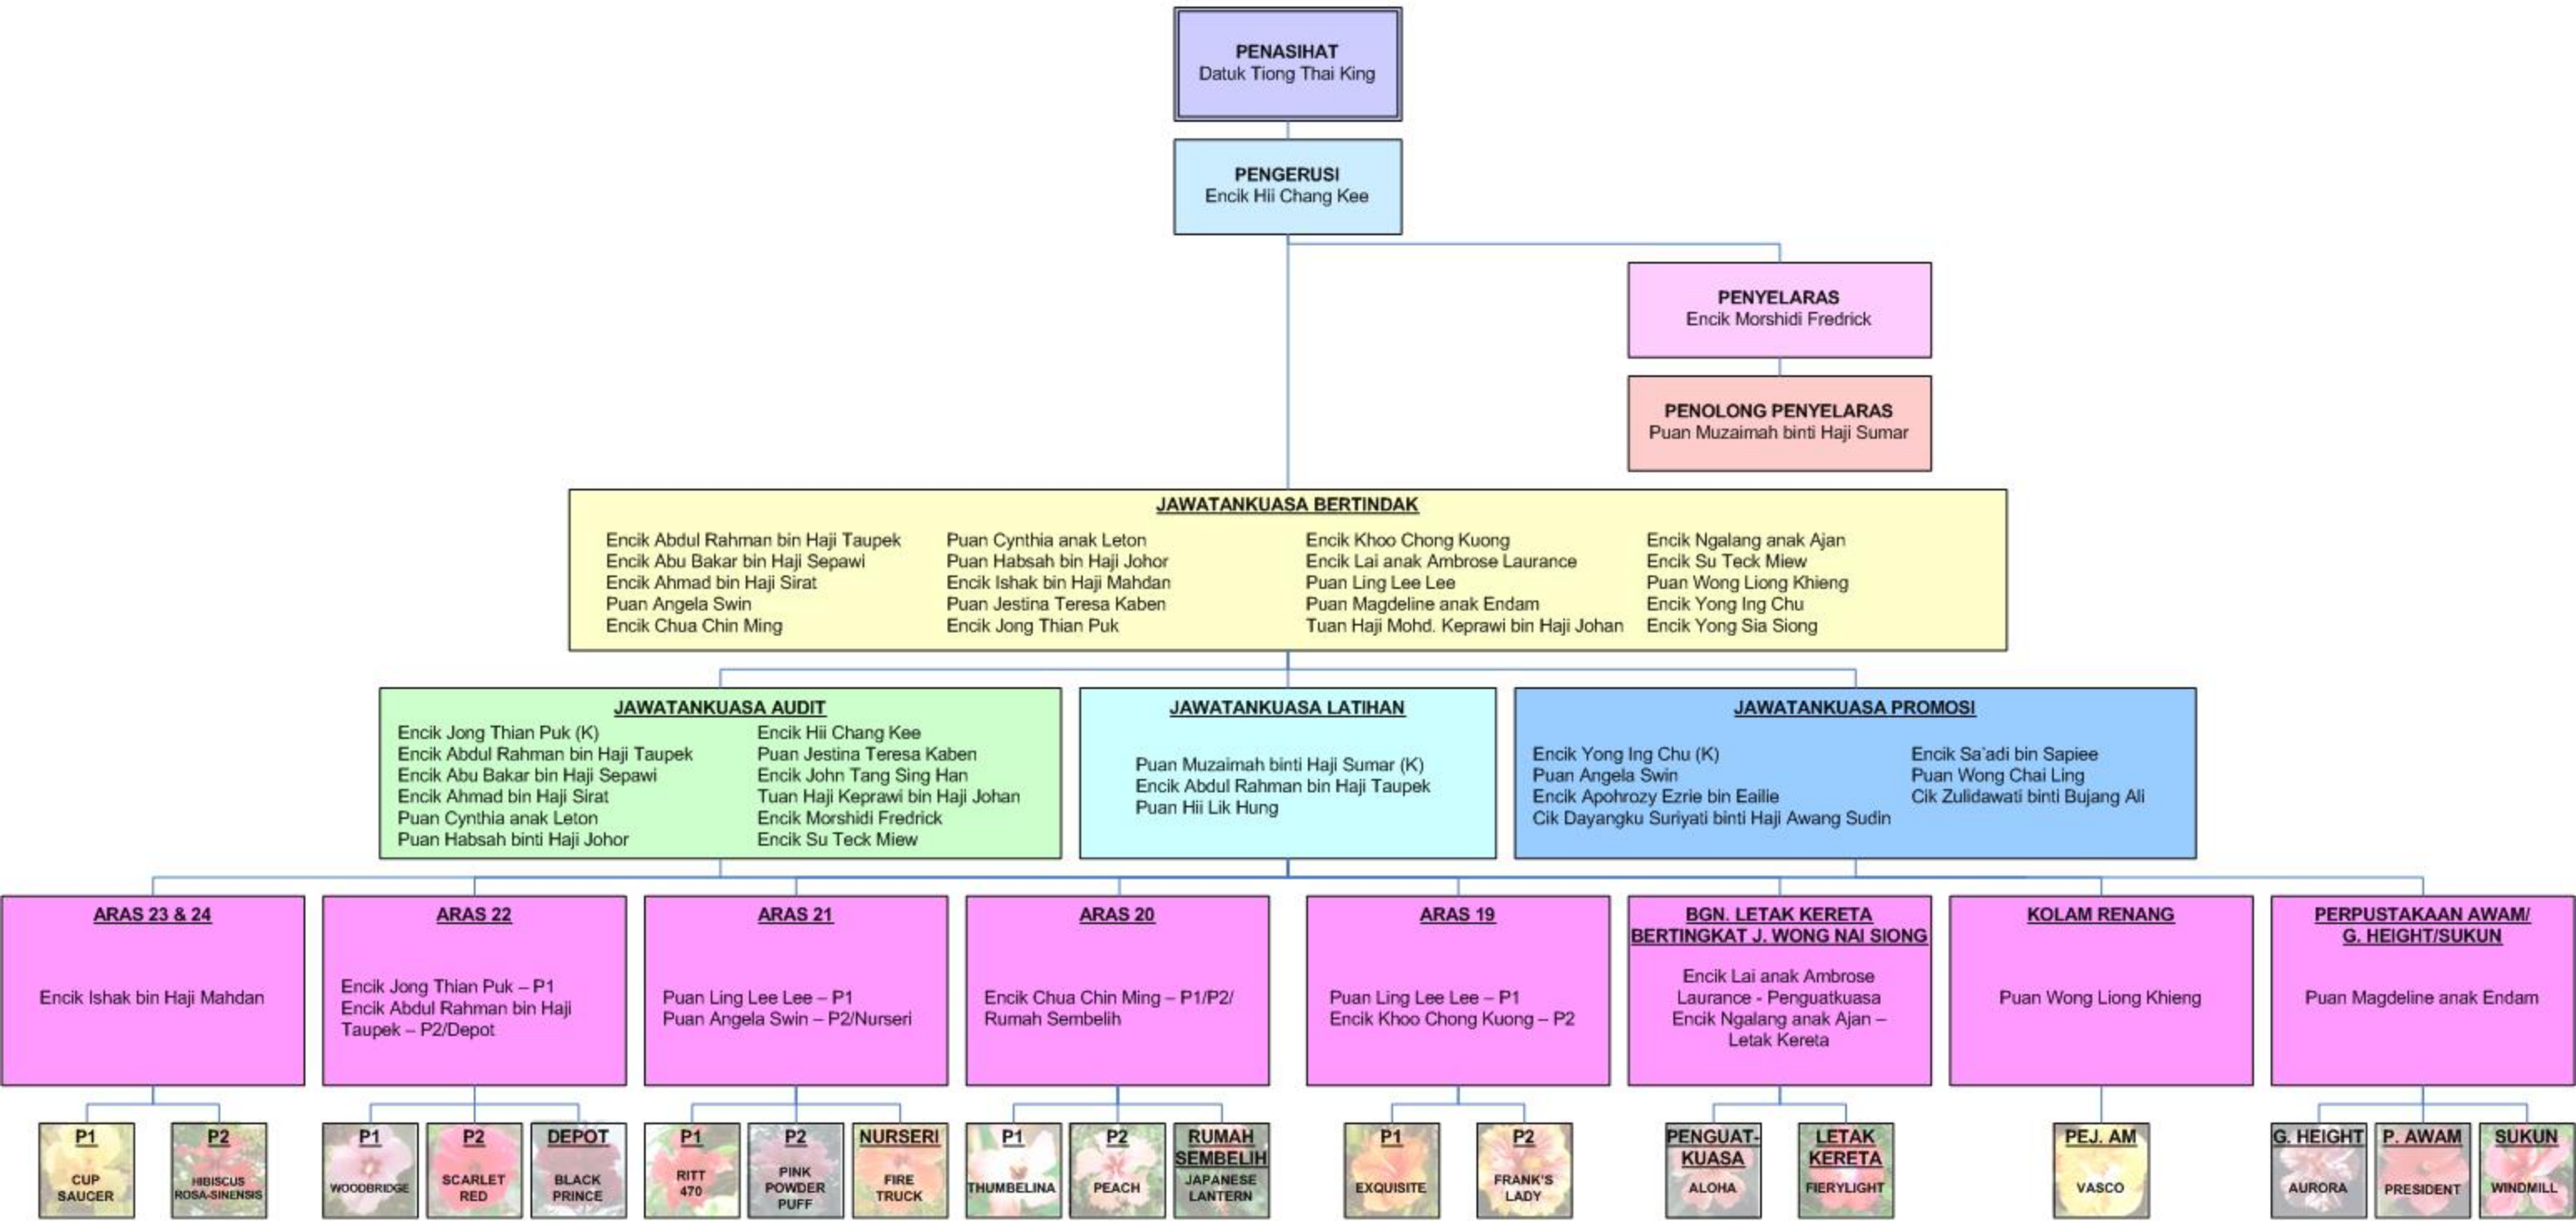 PENASIHAT
Datuk Tiong Thai King
PENGERUSI
Encik Hii Chang Kee
PENYELARAS
Encik Morshidi Fredrick
PENOLONG PENYELARAS
Puan Muzaimah binti Haji Sumar
JAWATANKUASA BERTINDAK
Encik Abdul Rahman bin Haji Taupek
Encik Abu Bakar bin Haji Sepawi
Encik Ahmad bin Haji Sirat
Puan Angela Swin
Encik Chua Chin Ming
Puan Cynthia anak Leton
Puan Habsah bin Haji Johor
Encik Ishak bin Haji Mahdan
Puan Jestina Teresa Kaben
Encik Jong Thian Puk
Encik Khoo Chong Kuong
Encik Lai anak Ambrose Laurance
Puan Ling Lee Lee
Puan Magdeline anak Endam
Tuan Haji Mohd. Keprawi bin Haji Johan
Encik Ngalang anak Ajan
Encik Su Teck Miew
Puan Wong Liong Khieng
Encik Yong Ing Chu
Encik Yong Sia Siong
JAWATANKUASA AUDIT
Encik Jong Thian Puk (K)
Encik Abdul Rahman bin Haji Taupek
Encik Abu Bakar bin Haji Sepawi
Encik Ahmad bin Haji Sirat
Puan Cynthia anak Leton
Puan Habsah binti Haji Johor
Encik Hii Chang Kee
Puan Jestina Teresa Kaben
Encik John Tang Sing Han
Tuan Haji Keprawi bin Haji Johan
Encik Morshidi Fredrick
Encik Su Teck Miew
JAWATANKUASA LATIHAN
Puan Muzaimah binti Haji Sumar (K)
Encik Abdul Rahman bin Haji Taupek
Puan Hii Lik Hung
JAWATANKUASA PROMOSI
Encik Yong Ing Chu (K)
Puan Angela Swin
Encik Apohrozy Ezrie bin Eailie
Cik Dayangku Suriyati binti Haji Awang Sudin
Encik Sa'adi bin Sapiee
Puan Wong Chai Ling
Cik Zulidawati binti Bujang Ali
ARAS 23 & 24
Encik Ishak bin Haji Mahdan
ARAS 22
Encik Jong Thian Puk – P1
Encik Abdul Rahman bin Haji
Taupek – P2/Depot
ARAS 21
Puan Ling Lee Lee – P1
Puan Angela Swin – P2/Nurseri
ARAS 20
Encik Chua Chin Ming – P1/P2/
Rumah Sembelih
ARAS 19
Puan Ling Lee Lee – P1
Encik Khoo Chong Kuong – P2
BGN. LETAK KERETA
BERTINGKAT J. WONG NAI SIONG
Encik Lai anak Ambrose
Laurance - Penguatkuasa
Encik Ngalang anak Ajan –
Letak Kereta
KOLAM RENANG
Puan Wong Liong Khieng
PERPUSTAKAAN AWAM/
G. HEIGHT/SUKUN
Puan Magdeline anak Endam
P1
CUP
SAUCER
P2
HIBISCUS
ROSA-SINENSIS
P1
WOODBRIDGE
P2
SCARLET
RED
DEPOT
BLACK
PRINCE
P1
RITT
470
P2
PINK
POWDER
PUFF
NURSERI
FIRE
TRUCK
P1
THUMBELINA
P2
PEACH
RUMAH
SEMBELIH
JAPANESE
LANTERN
P1
EXQUISITE
P2
FRANK'S
LADY
PENGUAT-
KUASA
ALOHA
LETAK
KERETA
FIERYLIGHT
PEJ. AM
VASCO
G. HEIGHT
AURORA
P. AWAM
PRESIDENT
SUKUN
WINDMILL